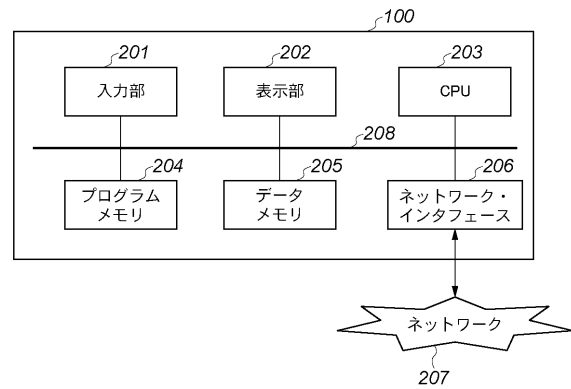 100
201
202
203
入力部
表示部
CPU
208
204
205
206
プログラム
メモリ
データ
メモリ
ネットワーク・
インタフェース
ネットワーク
207